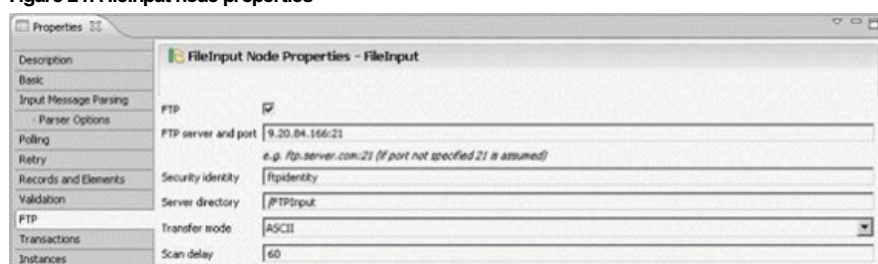 Figure 21. FileInput node properties
Properties
FileInput Node Properties - FileInput
Description
Basic
Input Message Parsing
- Parser Options
Polling
Retry
Records and Elements
Validation
FTP
Transactions
Instances
FTP
FTP server and port 9.20.84.166:21
e.g. ftp.server.com:21 (if port not specified 21 is assumed)
Security identity ftpidentity
Server directory /FTPInput
Transfer mode ASCII
Scan delay 60